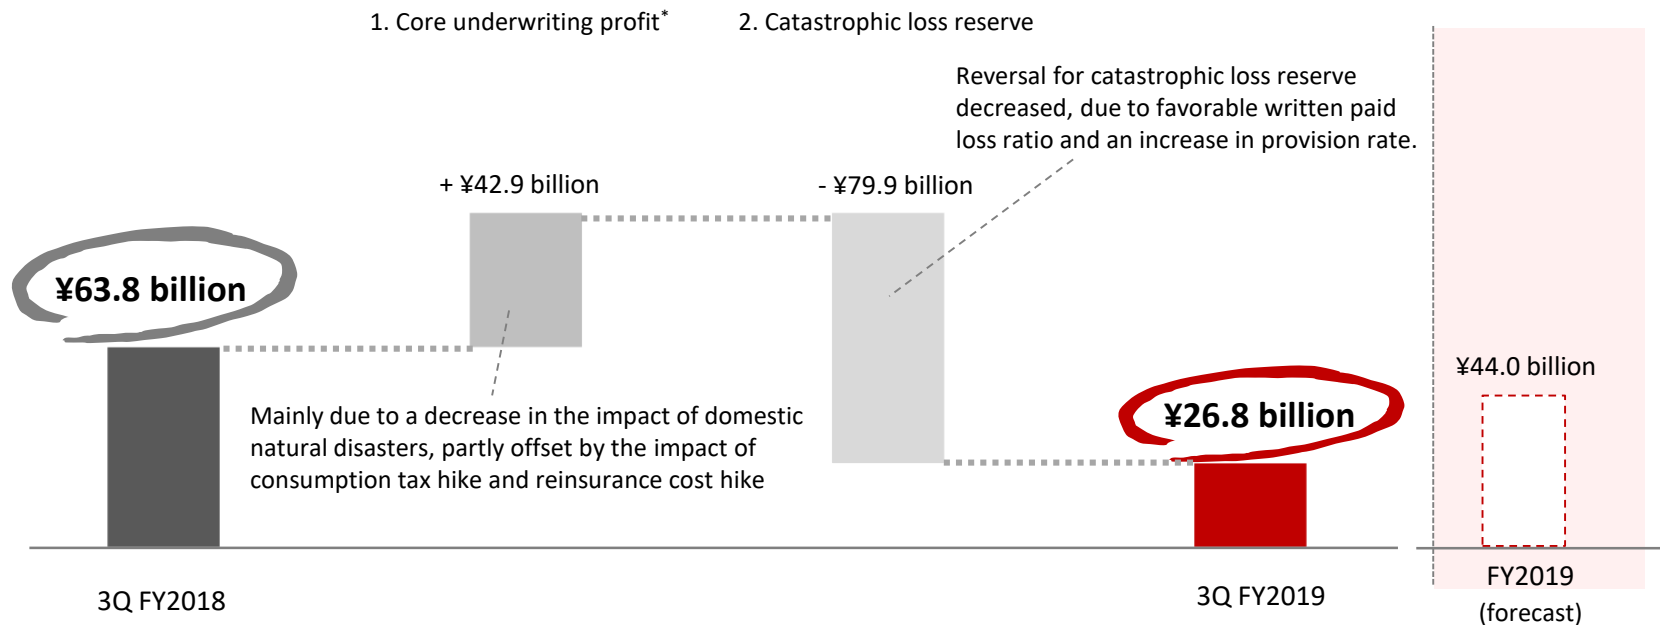 1. Core underwriting profit*
2. Catastrophic loss reserve
Reversal for catastrophic loss reserve
decreased, due to favorable written paid
loss ratio and an increase in provision rate.
+ ¥42.9 billion
- ¥79.9 billion
¥63.8 billion
Mainly due to a decrease in the impact of domestic
natural disasters, partly offset by the impact of
consumption tax hike and reinsurance cost hike
¥26.8 billion
¥44.0 billion
3Q FY2018
3Q FY2019
FY2019
(forecast)